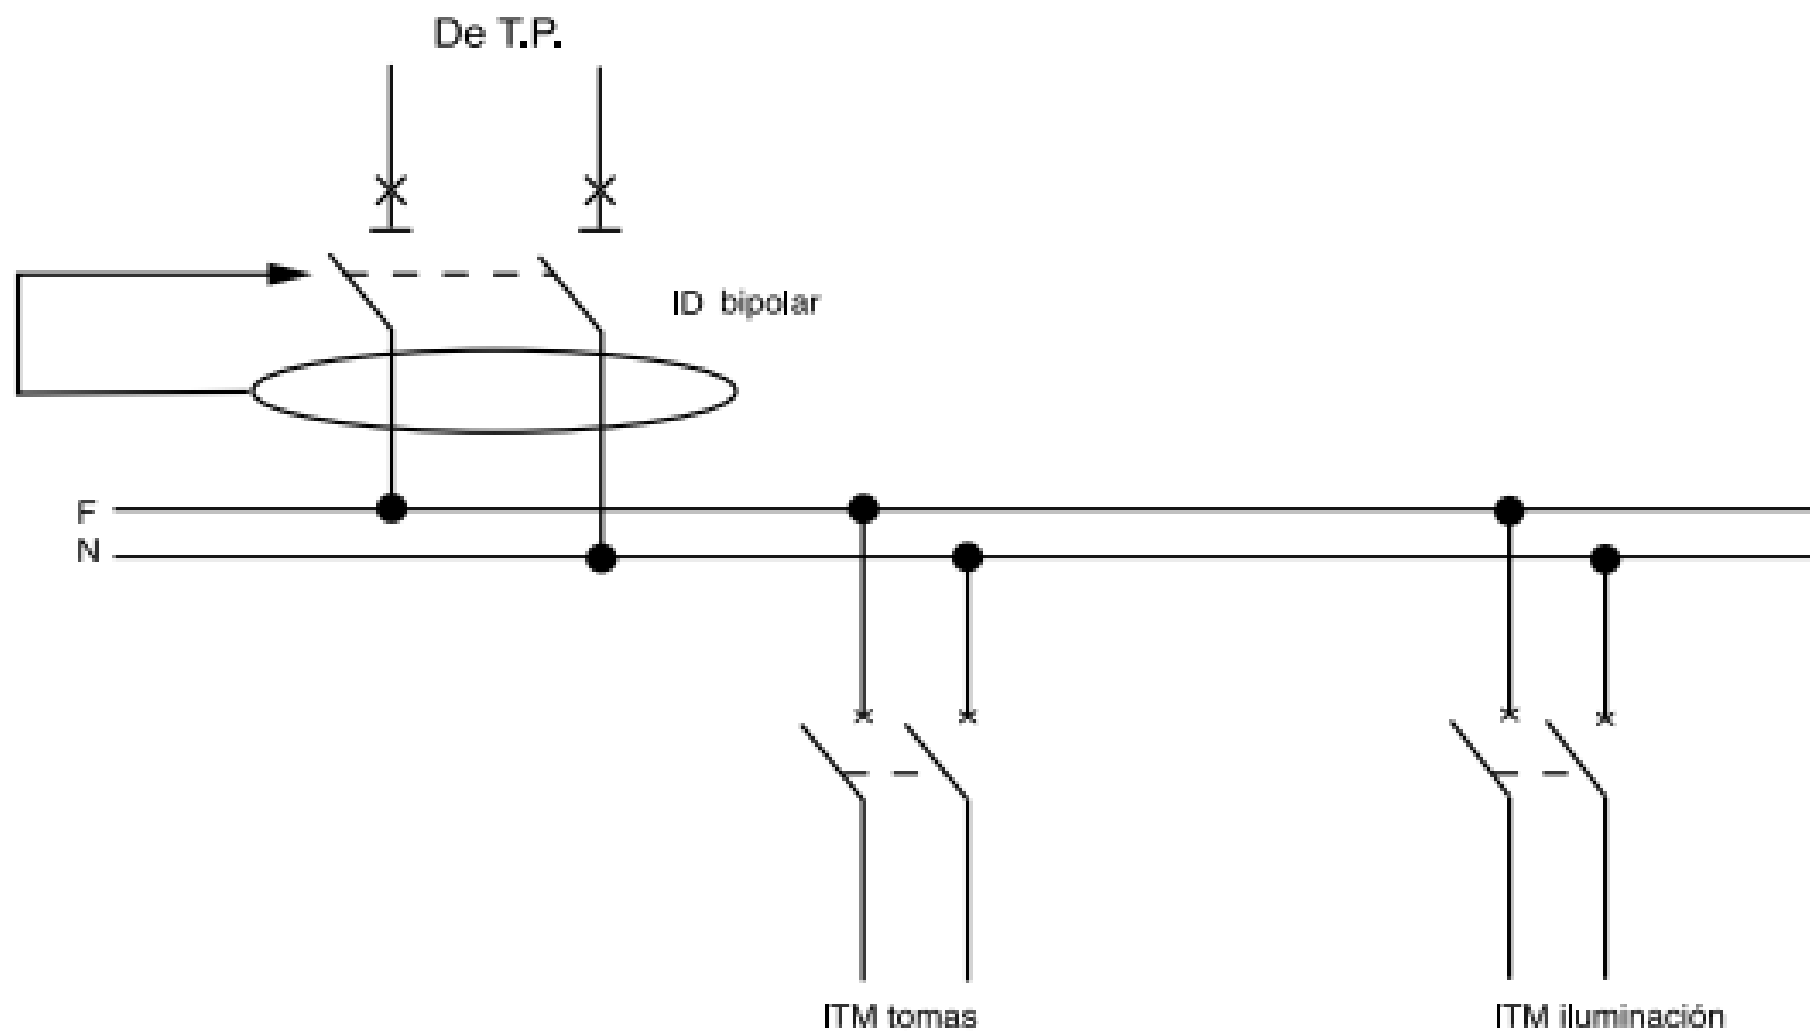 De T.P.
ID bipolar
F
N
ITM tomas
ITM iluminación